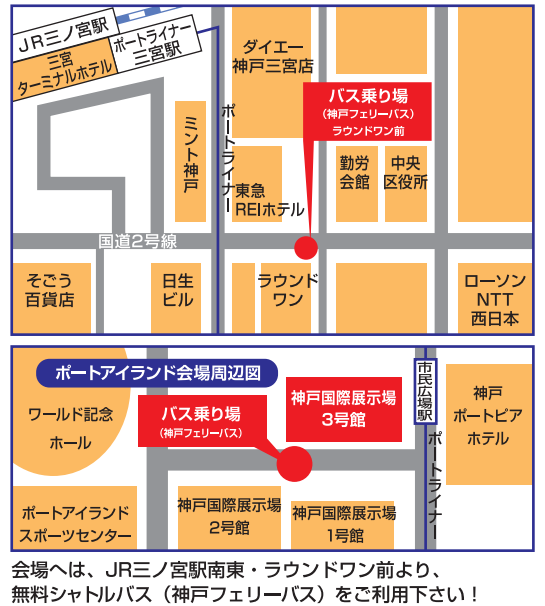 JR三ノ宮駅
ポートライナー
三宮駅
三宮
ターミナルホテル
ダイエー
神戸三宮店
バス乗り場
(神戸フェリーバス)
ラウンドワン前
ミント神戸
ポートライナー
東急
REIホテル
勤労
会館
中央
区役所
国道2号線
そごう
百貨店
日生
ビル
ラウンド
ワン
ローソン
NTT
西日本
ポートアイランド会場周辺図
ワールド記念
ホール
バス乗り場
(神戸フェリーバス)
神戸国際展示場
3号館
市民広場駅
ポートライナー
神戸
ポートピア
ホテル
ポートアイランド
スポーツセンター
神戸国際展示場
2号館
神戸国際展示場
1号館
会場へは、JR三ノ宮駅南東・ラウンドワン前より、
無料シャトルバス（神戸フェリーバス）をご利用下さい！